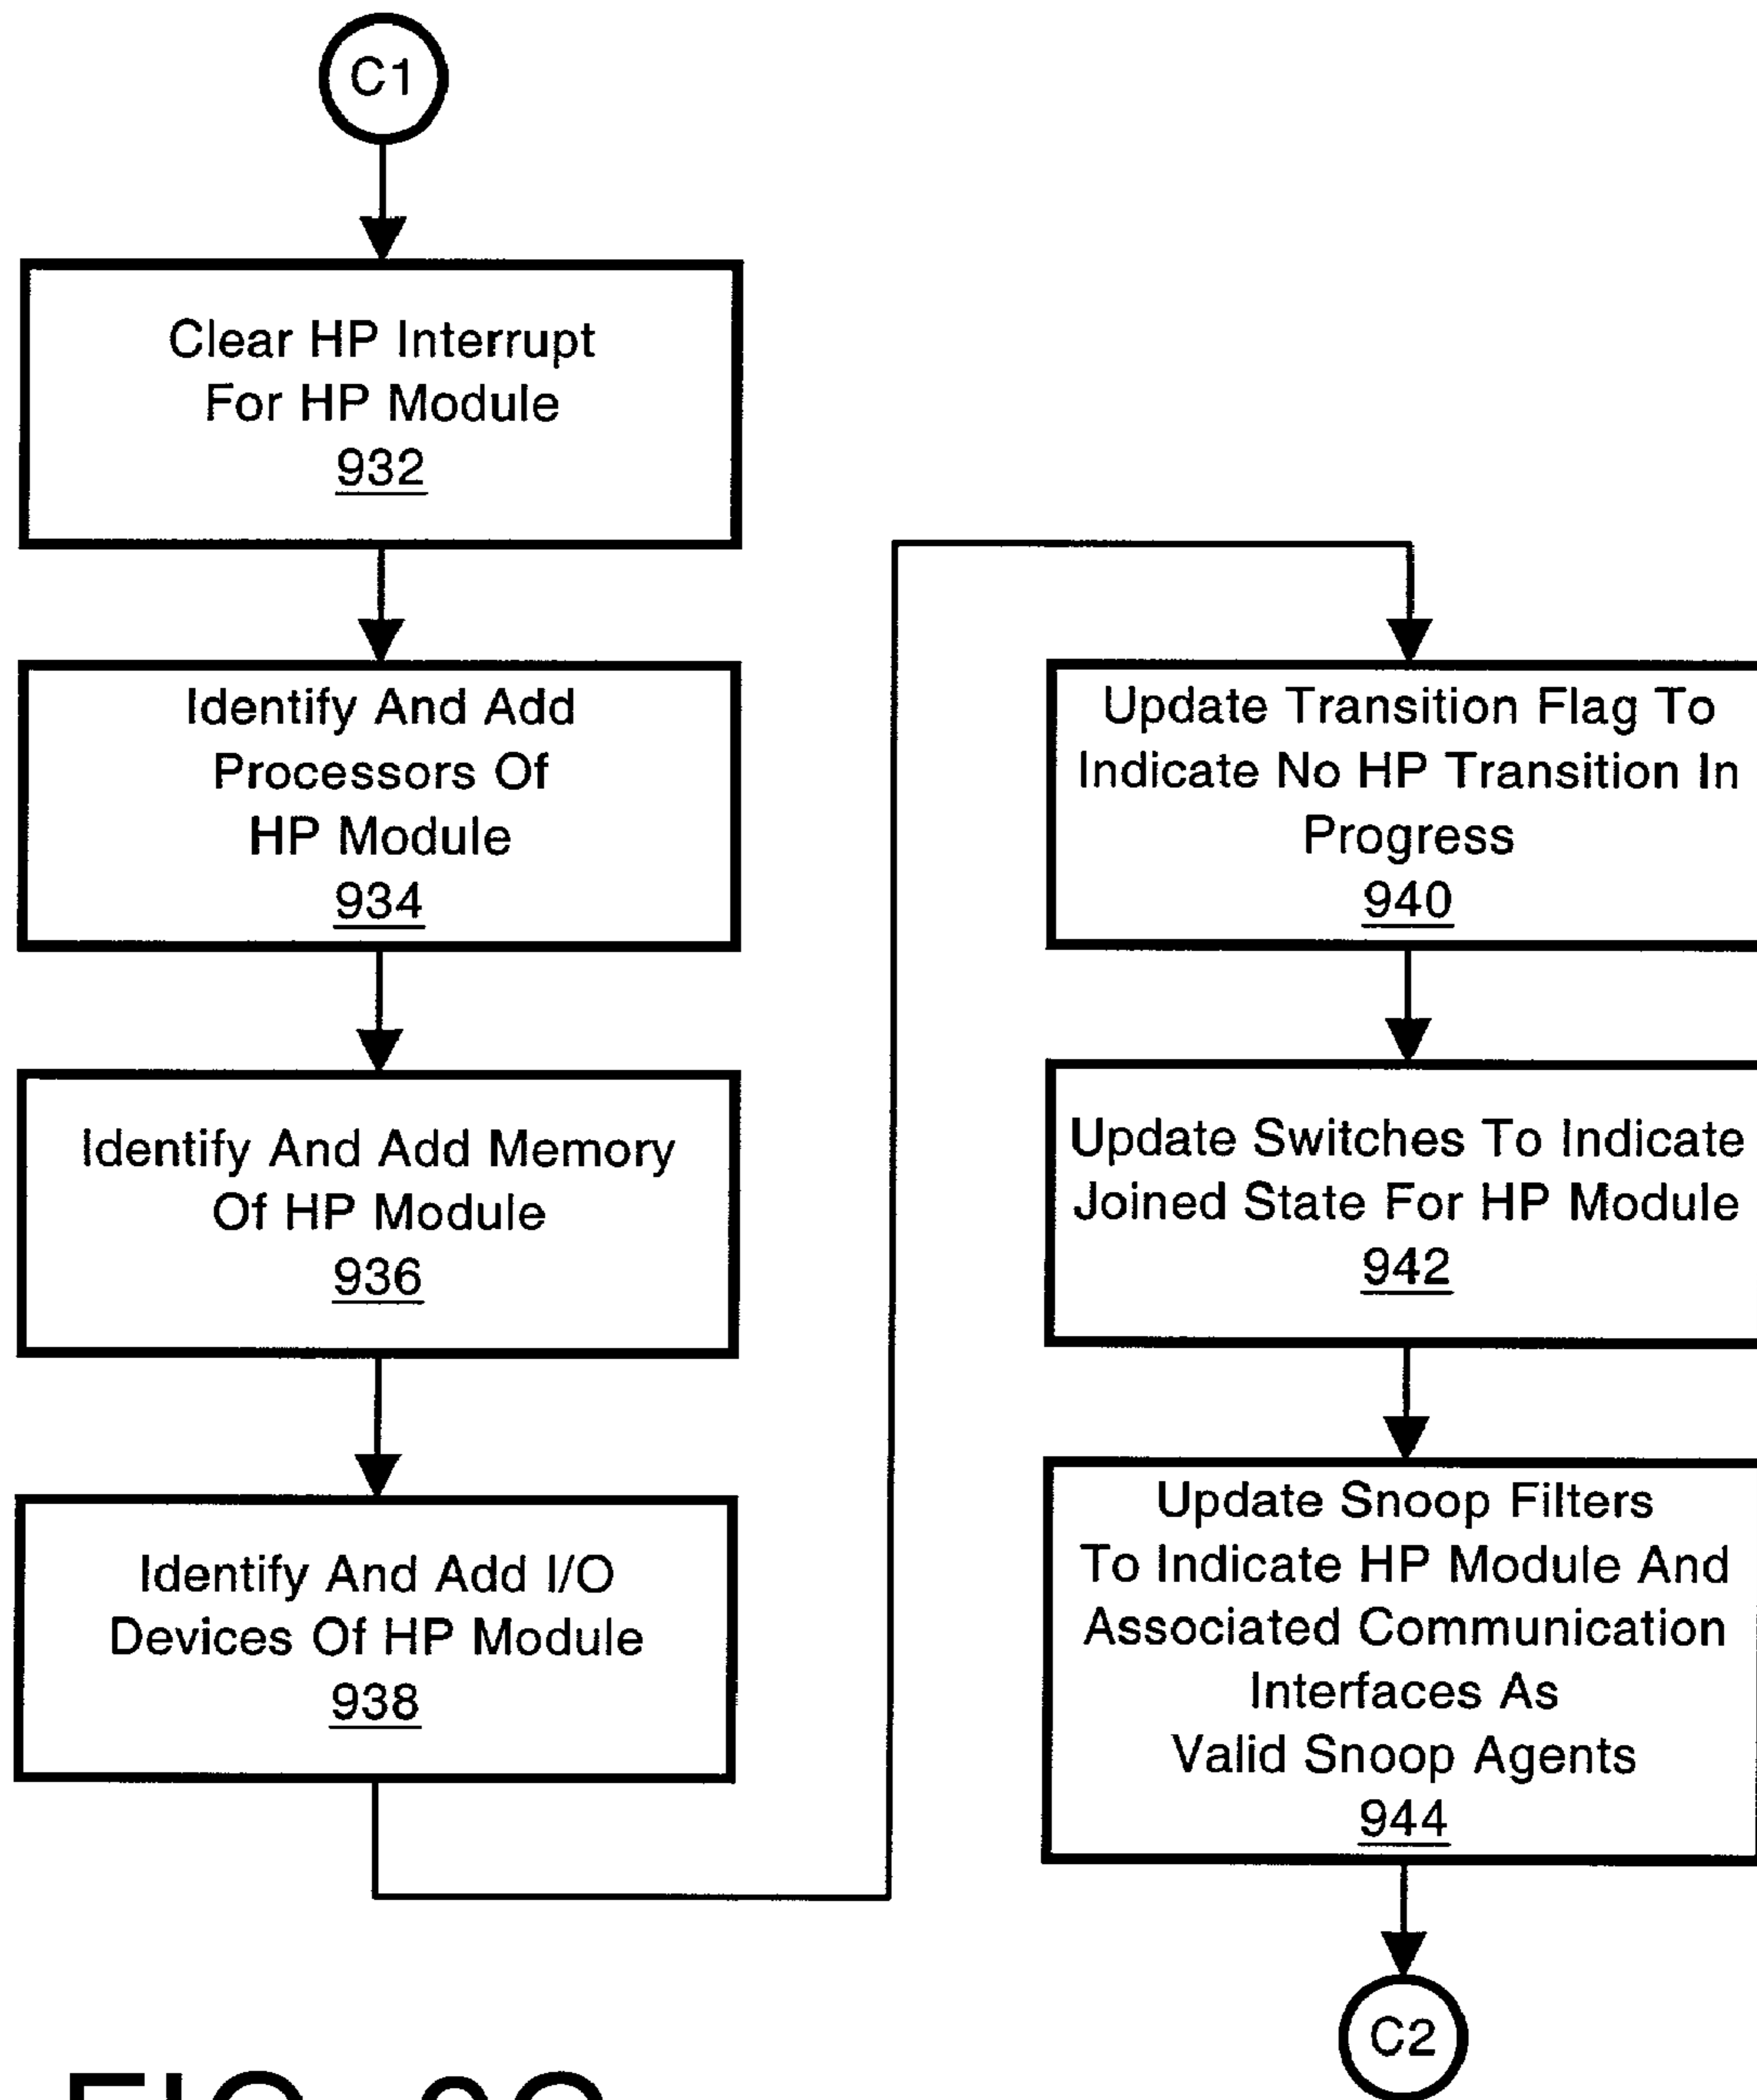 C1
Clear HP Interrupt
For HP Module
932
Identify And Add
Processors Of
HP Module
934
Identify And Add Memory
Of HP Module
936
Identify And Add I/O
Devices Of HP Module
938
Update Transition Flag To
Indicate No HP Transition In
Progress
940
Update Switches To Indicate
Joined State For HP Module
942
Update Snoop Filters
To Indicate HP Module And
Associated Communication
Interfaces As
Valid Snoop Agents
944
C2
FIG.